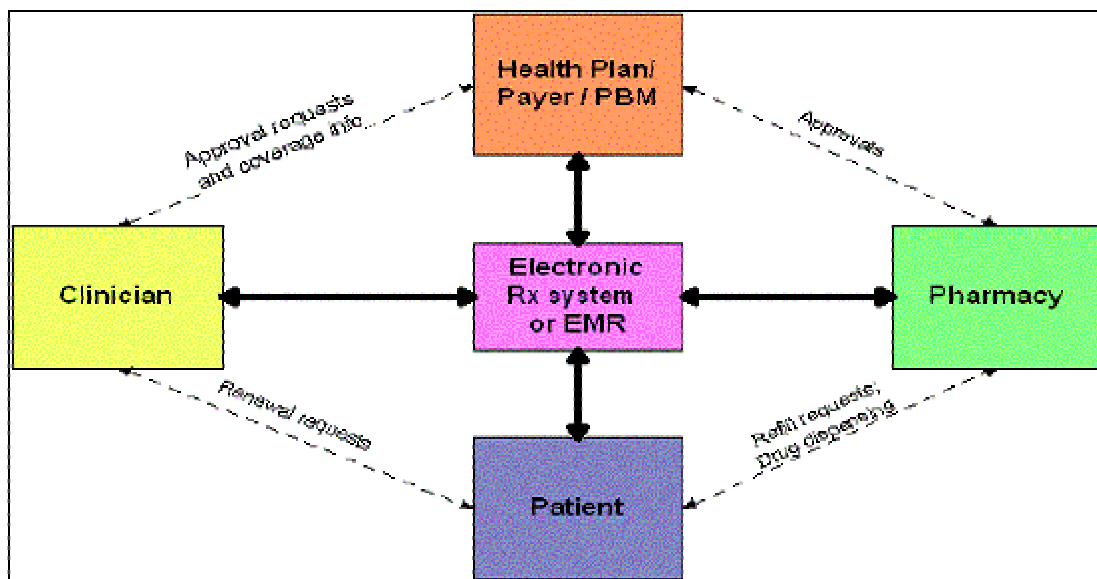 Health Plan/
Payer / PBM
Approval requests
and coverage info
Approvals
Clinician
Electronic
Rx system
or EMR
Pharmacy
Renewal requests
Refill requests;
Drug dispensing
Patient